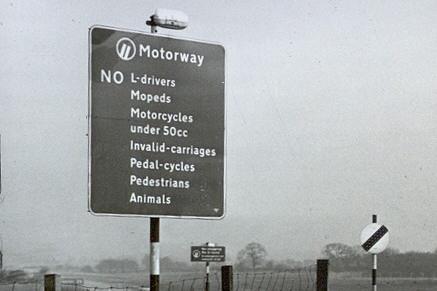 Motorway
NO L-drivers
Mopeds
Motorcycles
under 50cc
Invalid-carriages
Pedal-cycles
Pedestrians
Animals